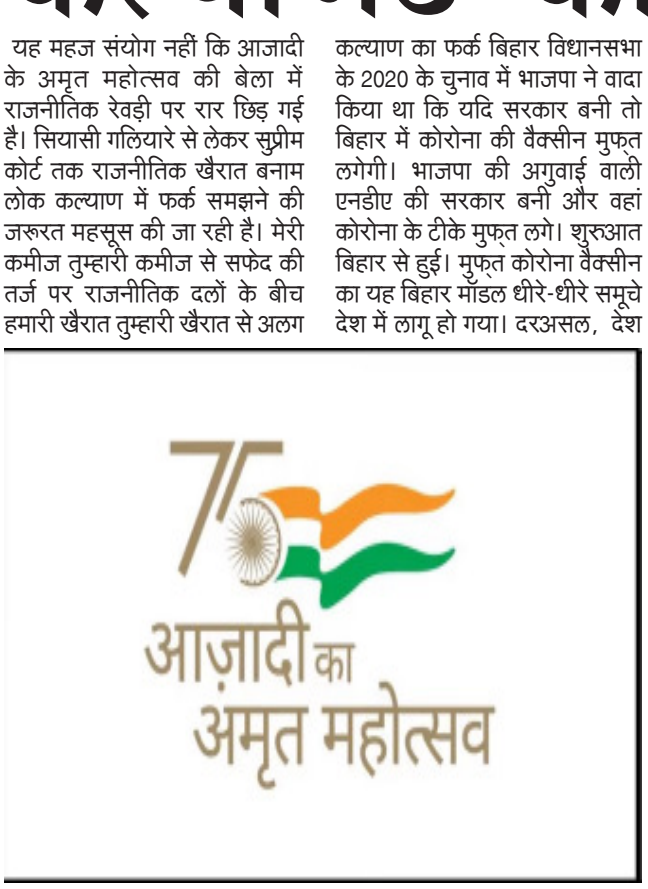 यह महज संयोग नहीं कि आजादी
के अमृत महोत्सव की बेला में
राजनीतिक रेवड़ी पर रार छिड़ गई
है। सियासी गलियारे से लेकर सुप्रीम
कोर्ट तक राजनीतिक खैरात बनाम
लोक कल्याण में फर्क समझने की
जरूरत महसूस की जा रही है। मेरी
कमीज तुम्हारी कमीज से सफेद की
तर्ज पर राजनीतिक दलों के बीच
हमारी खैरात तुम्हारी खैरात से अलग
कल्याण का फर्क बिहार विधानसभा
के 2020 के चुनाव में भाजपा ने वादा
किया था कि यदि सरकार बनी तो
बिहार में कोरोना की वैक्सीन मुफ्त
लगेगी। भाजपा की अगुवाई वाली
एनडीए की सरकार बनी और वहां
कोरोना के टीके मुफ्त लगे। शुरुआत
बिहार से हुई। मुफ्त कोरोना वैक्सीन
का यह बिहार मॉडल धीरे-धीरे समूचे
देश में लागू हो गया। दरअसल, देश
75
आज़ादी का
अमृत महोत्सव